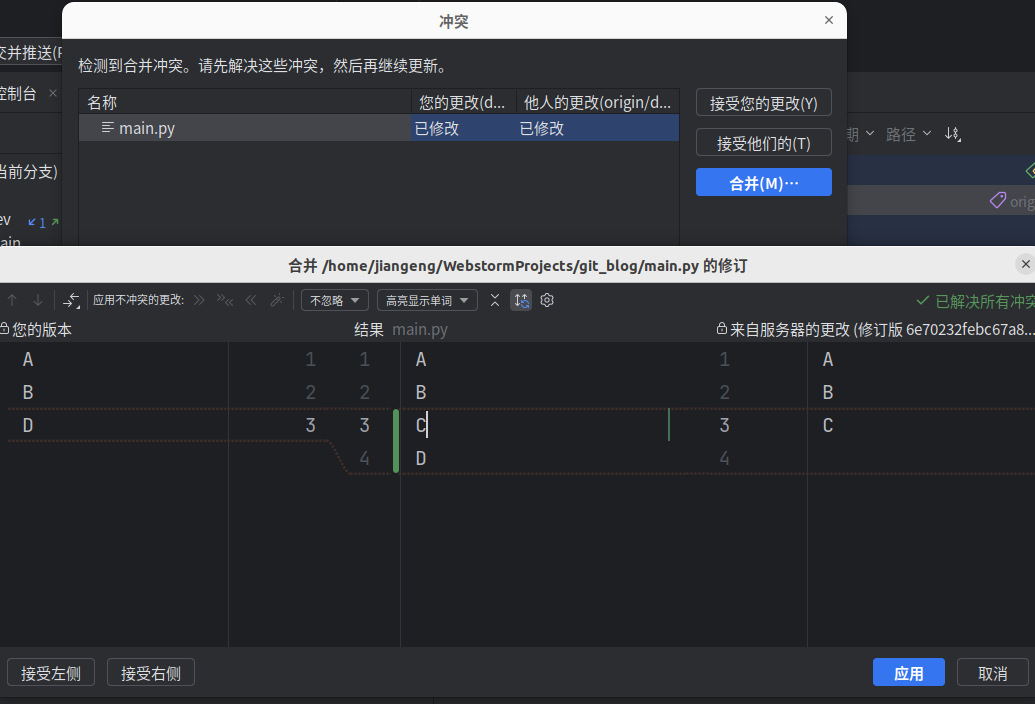 冲突
交并推送(P
检测到合并冲突。请先解决这些冲突，然后再继续更新。
控制台
名称 您的更改(d... 他人的更改(origin/d...
接受您的更改(Y)
main.py 已修改 已修改
期 路径
接受他们的(T)
当前分支)
合并(M)…
orig
ev 1
ain
合并 /home/jiangeng/WebstormProjects/git_blog/main.py 的修订
应用不冲突的更改: 不忽略 高亮显示单词 已解决所有冲突
您的版本 结果 main.py 来自服务器的更改 (修订版 6e70232febc67a8...
A 1 1 A 1 A
B 2 2 B 2 B
D 3 3 C 3 C
4 D 4
接受左侧 接受右侧 应用 取消